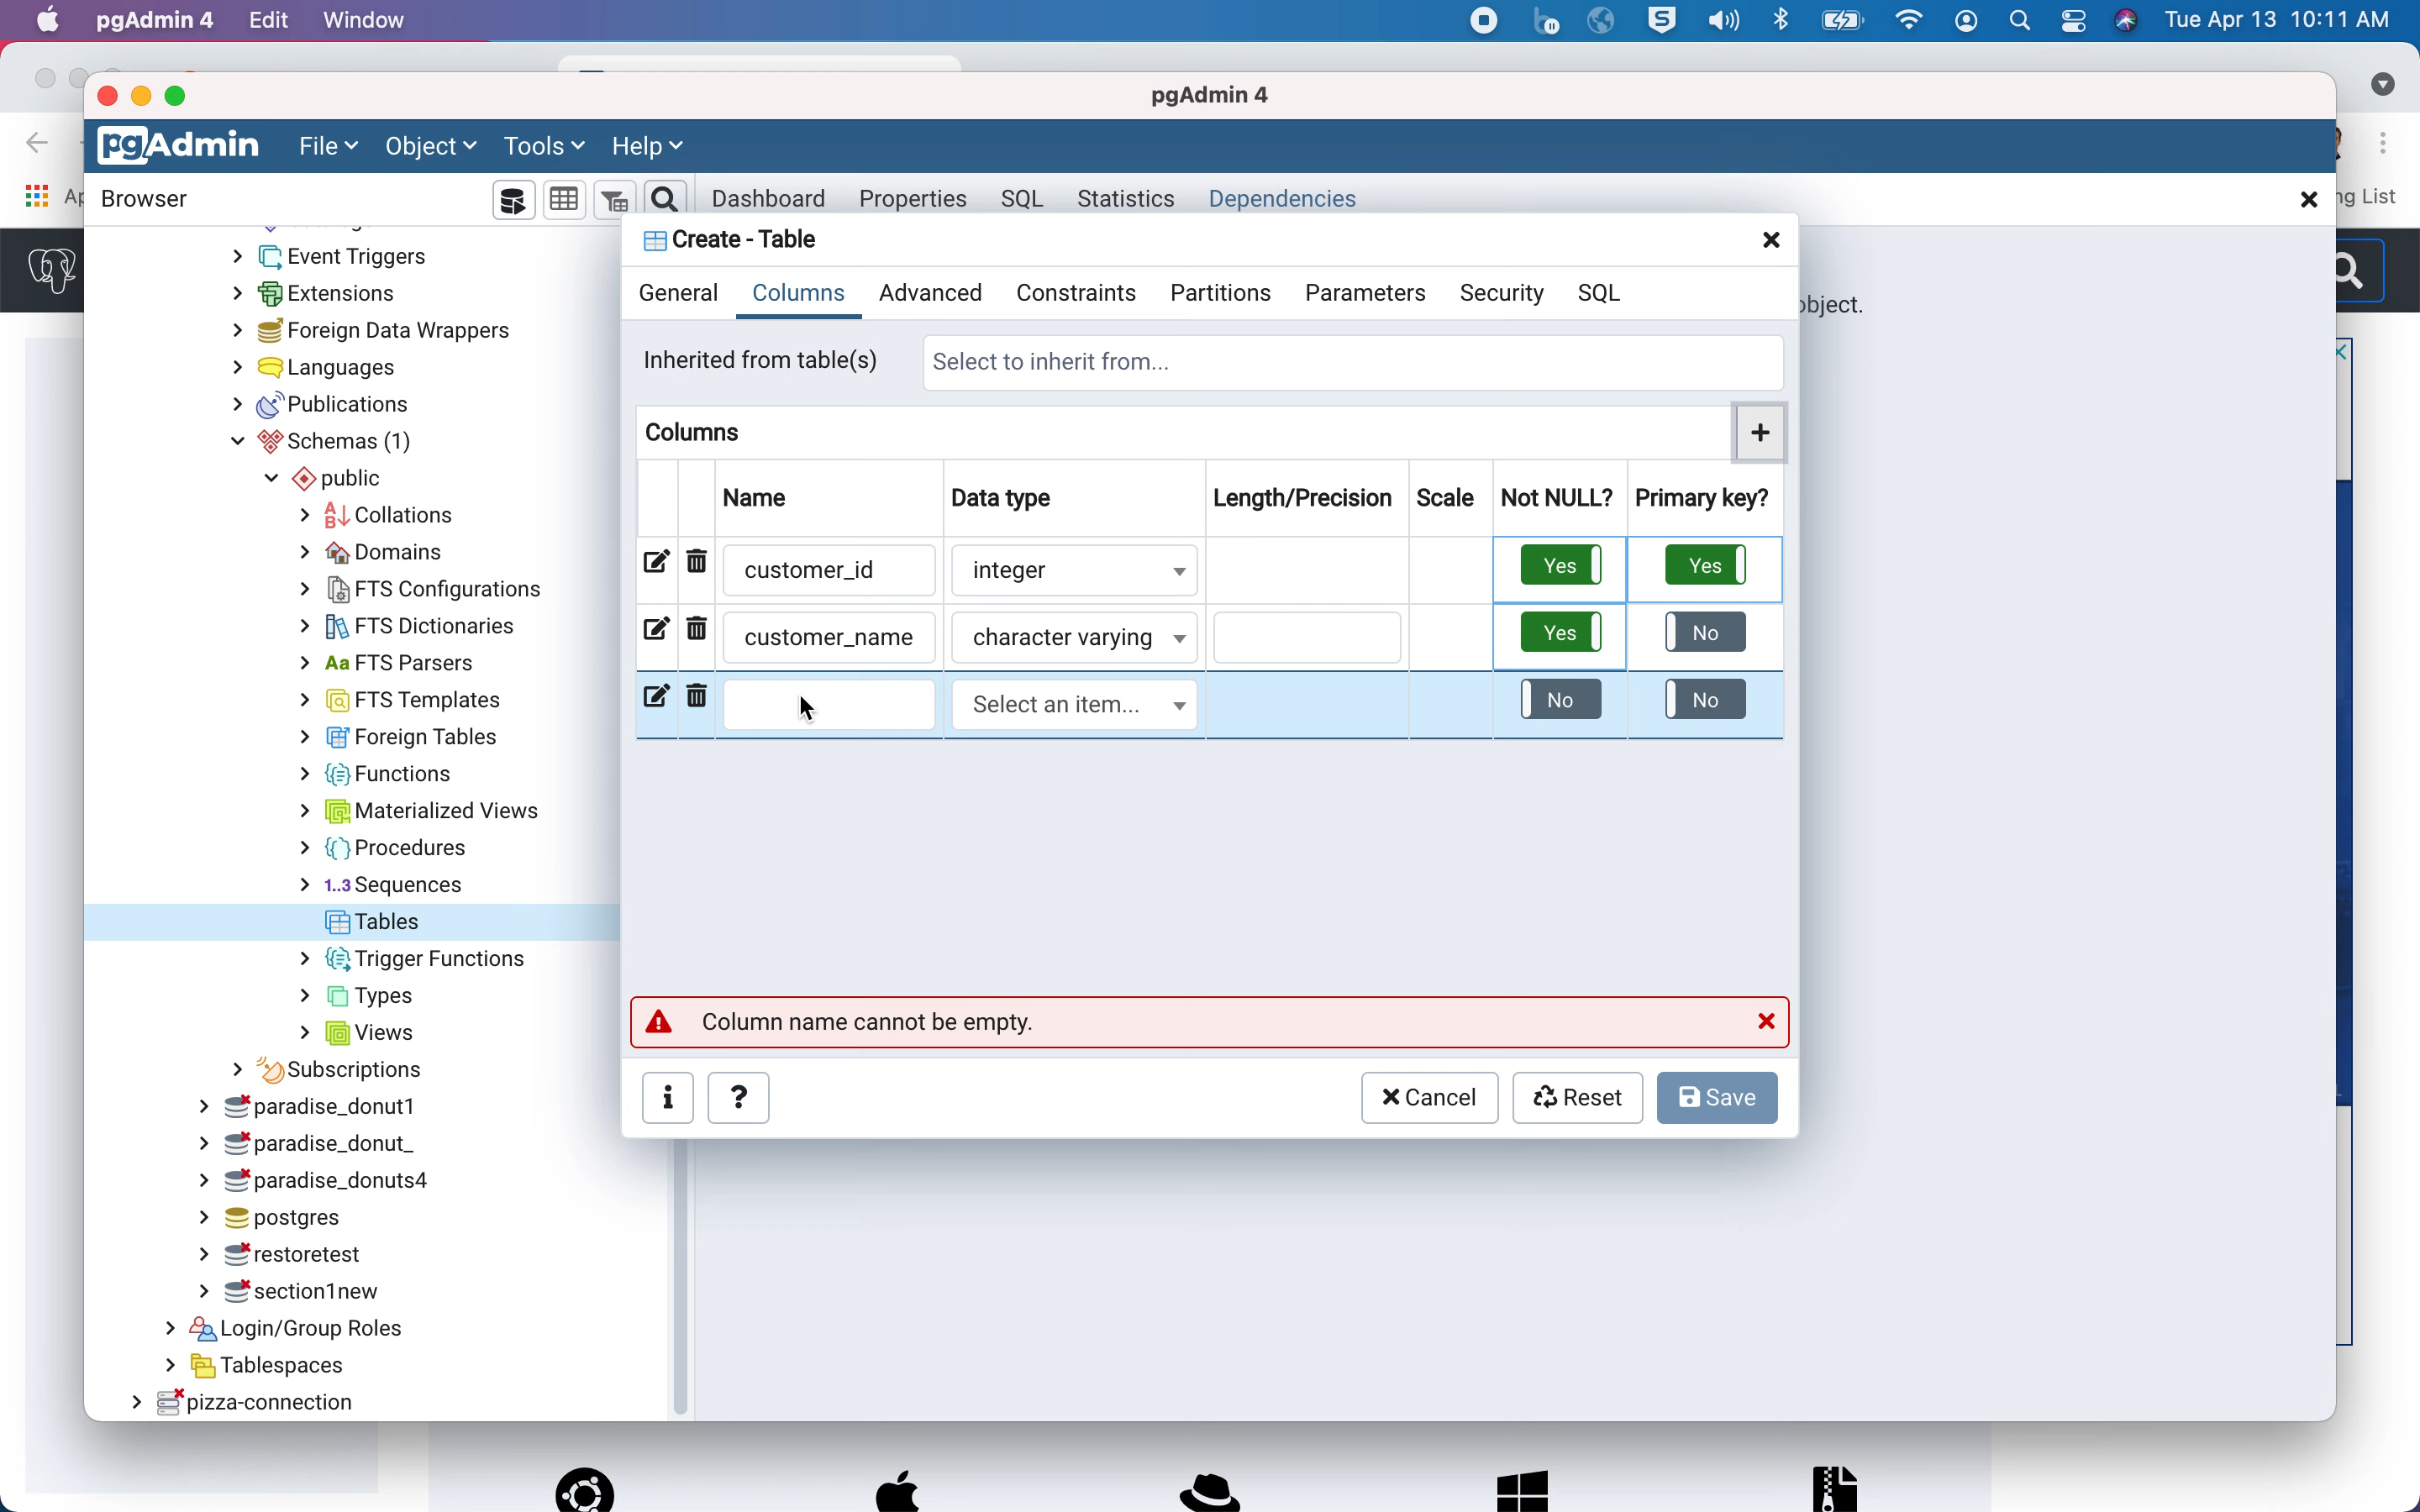 pgAdmin 4 Edit Window Tue Apr 13 10:11 AM
pgAdmin 4
pgAdmin File Object Tools Help
Browser Dashboard Properties SQL Statistics Dependencies
ng List
Create - Table
General Columns Advanced Constraints Partitions Parameters Security SQL
object.
Inherited from table(s) Select to inherit from...
Columns +
Name Data type Length/Precision Scale Not NULL? Primary key?
customer_id integer Yes Yes
customer_name character varying Yes No
Select an item... No No
Column name cannot be empty.
i ? Cancel Reset Save
Event Triggers
Extensions
Foreign Data Wrappers
Languages
Publications
Schemas (1)
public
Collations
Domains
FTS Configurations
FTS Dictionaries
Aa FTS Parsers
FTS Templates
Foreign Tables
Functions
Materialized Views
Procedures
1..3 Sequences
Tables
Trigger Functions
Types
Views
Subscriptions
paradise_donut1
paradise_donut_
paradise_donuts4
postgres
restoretest
section1new
Login/Group Roles
Tablespaces
pizza-connection